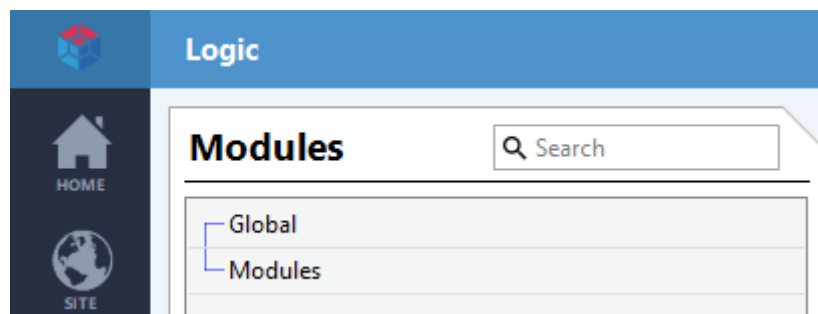 Logic
Modules
Search
HOME
Global
Modules
SITE